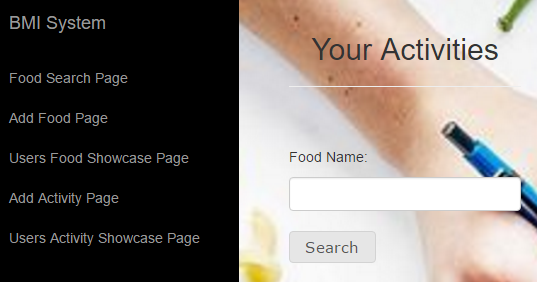 BMI System
Food Search Page
Add Food Page
Users Food Showcase Page
Add Activity Page
Users Activity Showcase Page
Your Activities
Food Name:
Search